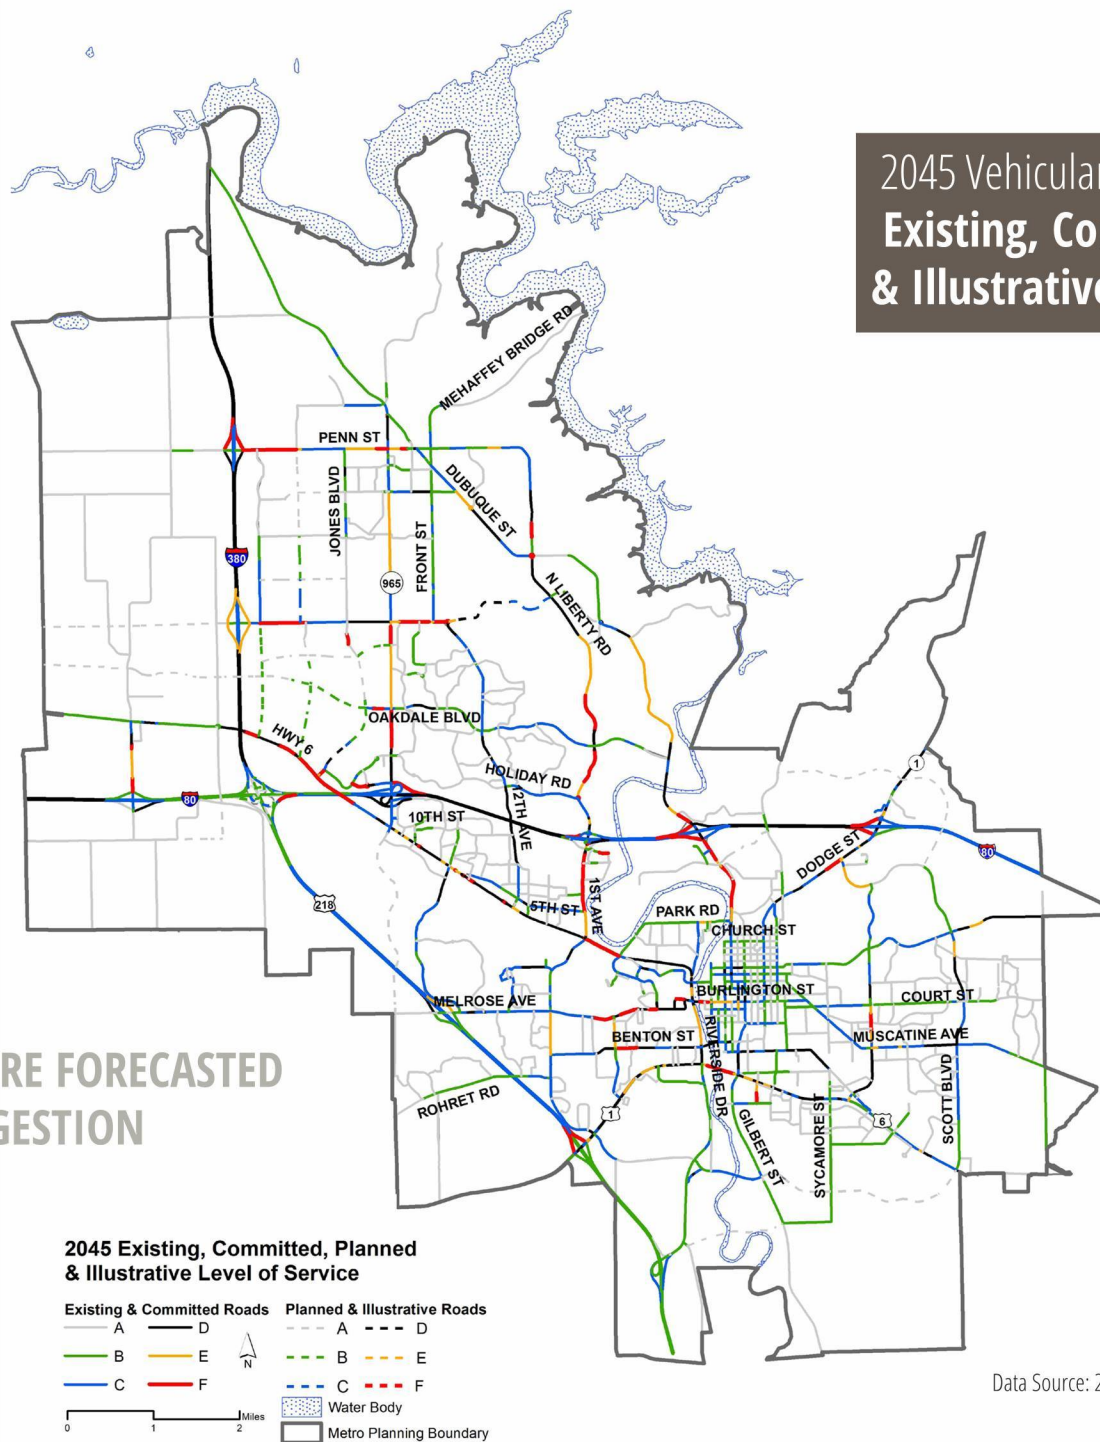 2045 Vehicular
Existing, Co
& Illustrative
MEHAFFEY BRIDGE RD
PENN ST
JONES BLVD
DUBUQUE ST
FRONT ST
380
965
N LIBERTY RD
OAKDALE BLVD
HWY 6
HOLIDAY RD
12TH AVE
1
80
10TH ST
DODGE ST
80
218
5TH ST
1ST AVE
PARK RD
CHURCH ST
MELROSE AVE
BURLINGTON ST
COURT ST
BENTON ST
RIVERSIDE DR
MUSCATINE AVE
RE FORECASTED
GESTION
ROHRET RD
1
GILBERT ST
SYCAMORE ST
6
SCOTT BLVD
2045 Existing, Committed, Planned
& Illustrative Level of Service
Existing & Committed Roads
Planned & Illustrative Roads
A D
A D
N
B E
B E
C F
C F
Water Body
Miles
0 1 2
Metro Planning Boundary
Data Source: 2